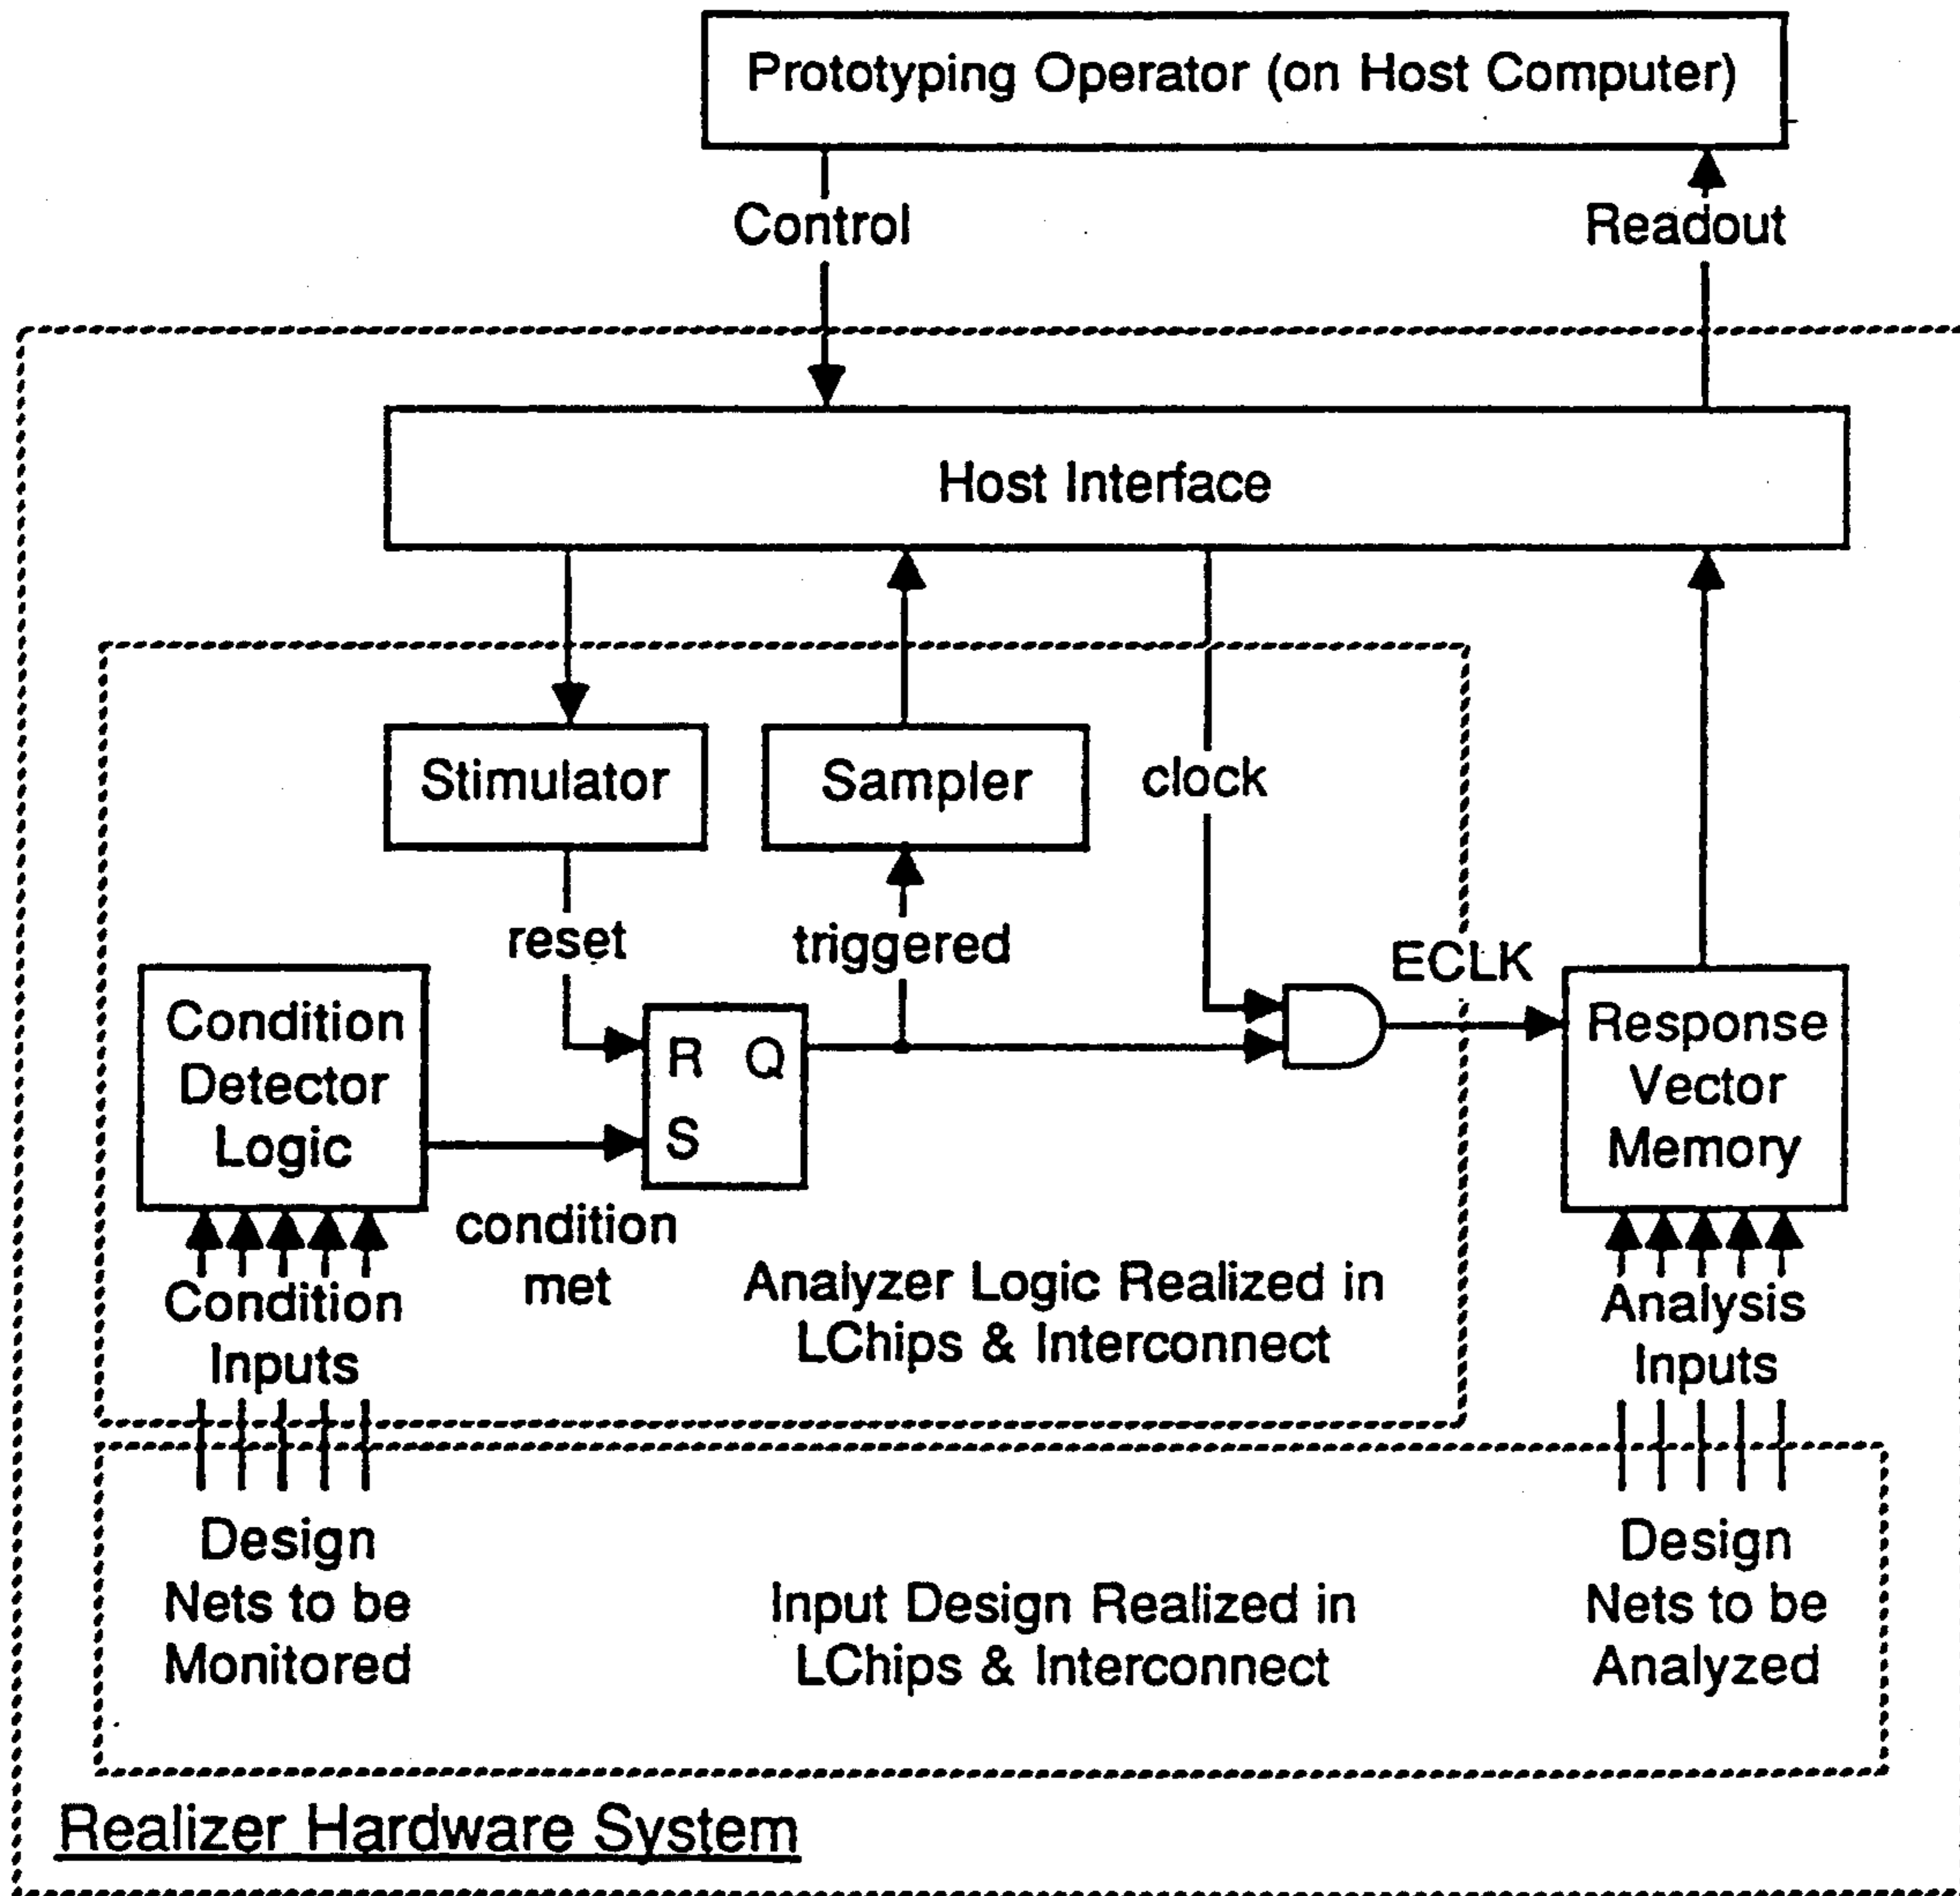 Prototyping Operator (on Host Computer)
Control
Readout
Host Interface
Stimulator
Sampler
clock
reset
triggered
ECLK
Condition
Detector
Logic
R Q
S
Response
Vector
Memory
condition
met
Condition
Inputs
Analyzer Logic Realized in
LChips & Interconnect
Analysis
Inputs
Design
Nets to be
Monitored
Input Design Realized in
LChips & Interconnect
Design
Nets to be
Analyzed
Realizer Hardware System